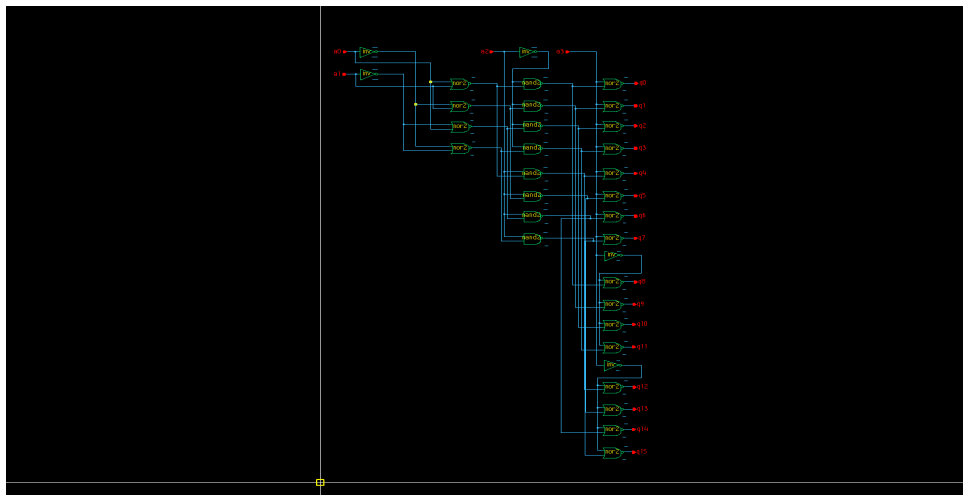 a0 inv a2 inv a3
a1 inv
nor2 nand2 nor2 q0
nor2 nand2 nor2 q1
nor2 nand2 nor2 q2
nor2 nand2 nor2 q3
nand2 nor2 q4
nand2 nor2 q5
nand2 nor2 q6
nand2 nor2 q7
inv
nor2 q8
nor2 q9
nor2 q10
nor2 q11
inv
nor2 q12
nor2 q13
nor2 q14
nor2 q15